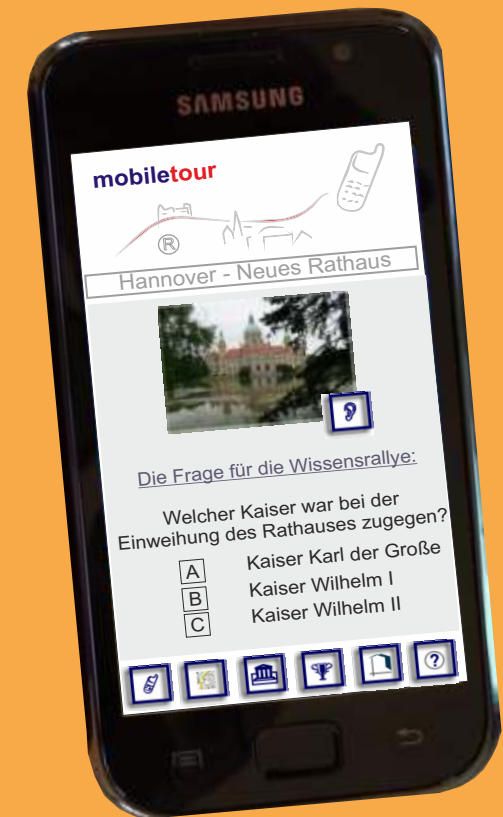 SAMSUNG
mobiletour
®
Hannover - Neues Rathaus
Die Frage für die Wissensrallye:
Welcher Kaiser war bei der
Einweihung des Rathauses zugegen?
A Kaiser Karl der Große
B Kaiser Wilhelm I
C Kaiser Wilhelm II
?